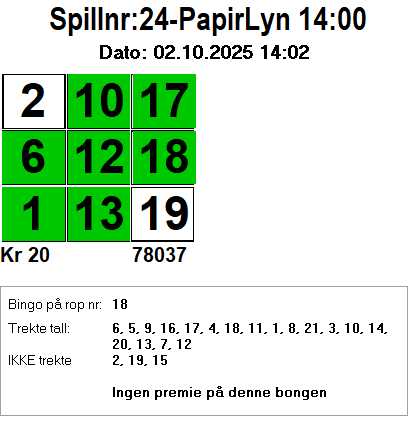 Spillnr:24-PapirLyn 14:00
Dato: 02.10.2025 14:02
2 10 17
6 12 18
1 13 19
Kr 20 78037
Bingo på rop nr: 18
Trekte tall: 6, 5, 9, 16, 17, 4, 18, 11, 1, 8, 21, 3, 10, 14,
20, 13, 7, 12
IKKE trekte 2, 19, 15
Ingen premie på denne bongen